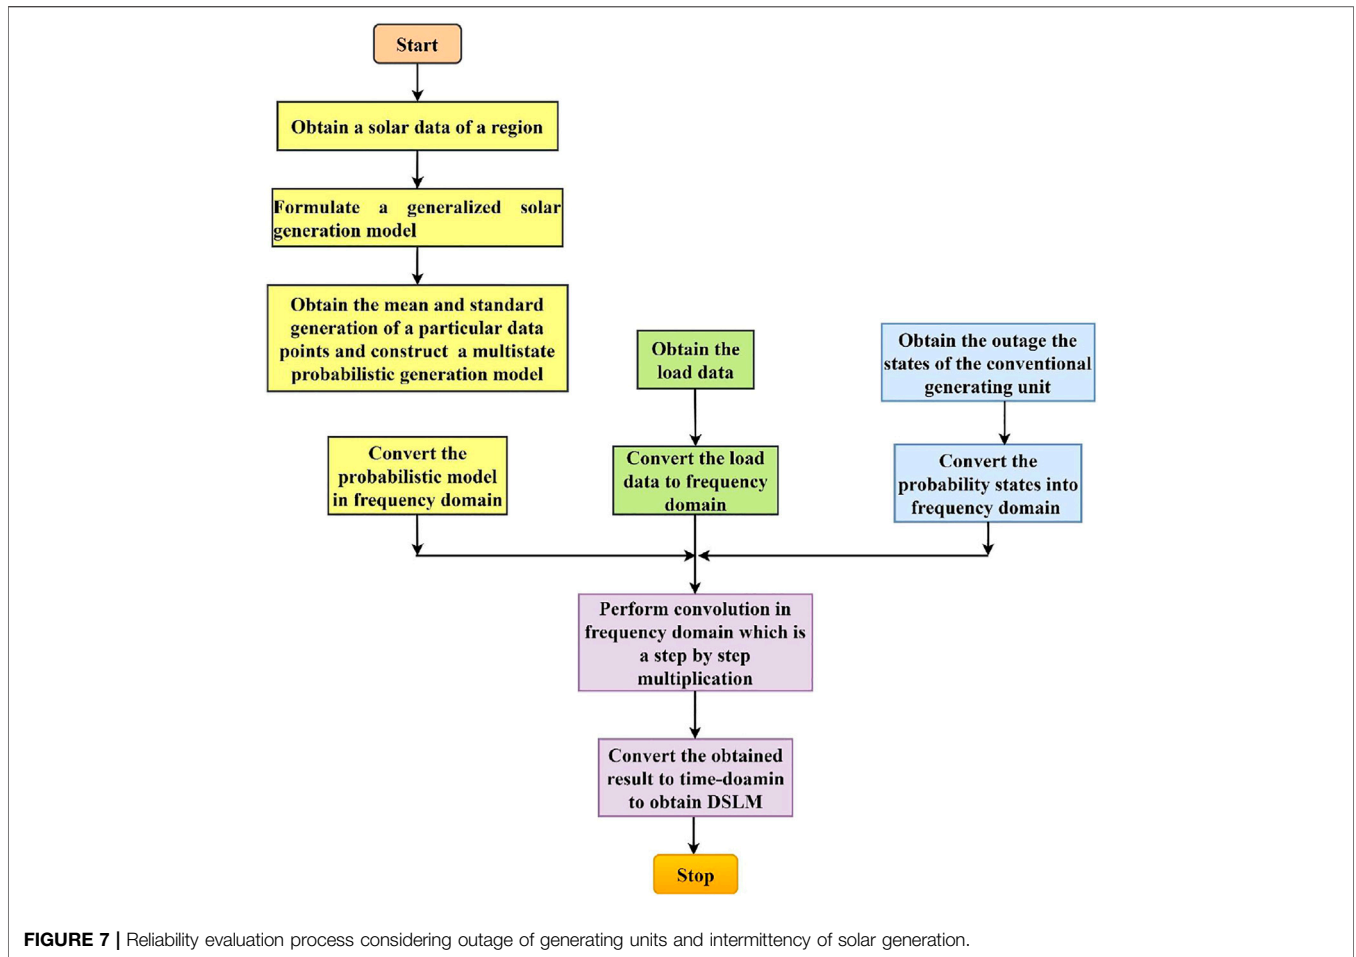 Start
Obtain a solar data of a region
Formulate a generalized solar
generation model
Obtain the mean and standard
generation of a particular data
points and construct a multistate
probabilistic generation model
Convert the
probabilistic model
in frequency domain
Obtain the
load data
Convert the load
data to frequency
domain
Obtain the outage the
states of the conventional
generating unit
Convert the
probability states into
frequency domain
Perform convolution in
frequency domain which is
a step by step
multiplication
Convert the obtained
result to time-doamin
to obtain DSLM
Stop
FIGURE 7 | Reliability evaluation process considering outage of generating units and intermittency of solar generation.